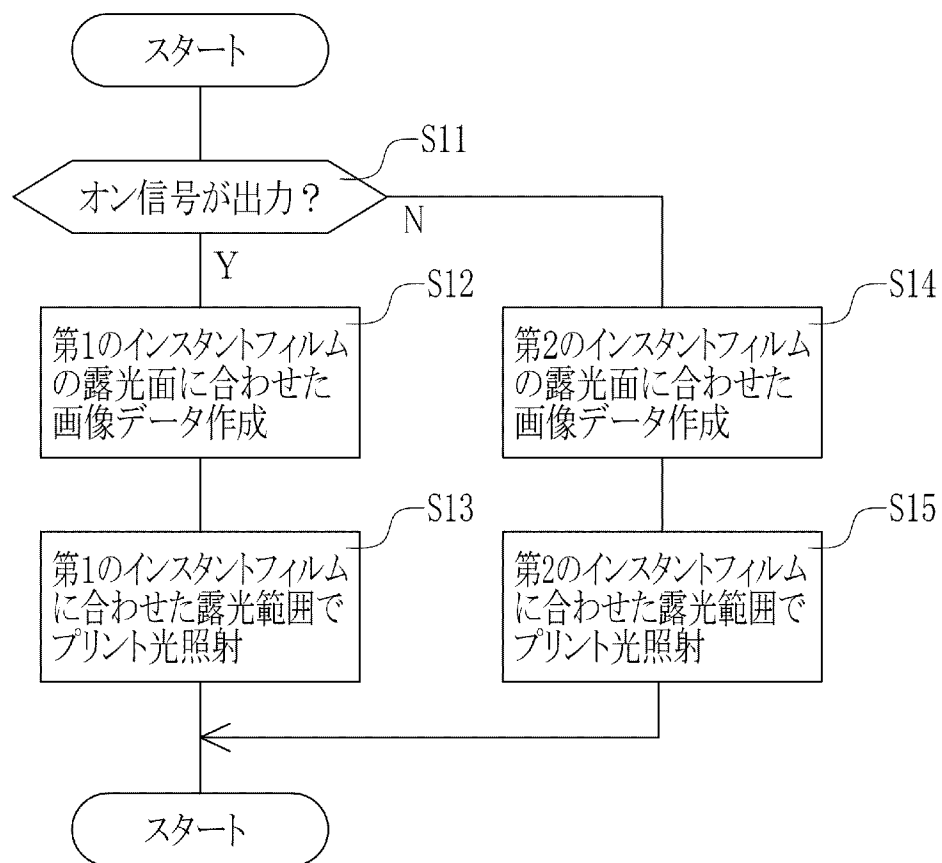 スタート
S11
オン信号が出力？
N
Y
S12
第1のインスタントフィルム
の露光面に合わせた
画像データ作成
S14
第2のインスタントフィルム
の露光面に合わせた
画像データ作成
S13
第1のインスタントフィルム
に合わせた露光範囲で
プリント光照射
S15
第2のインスタントフィルム
に合わせた露光範囲で
プリント光照射
スタート